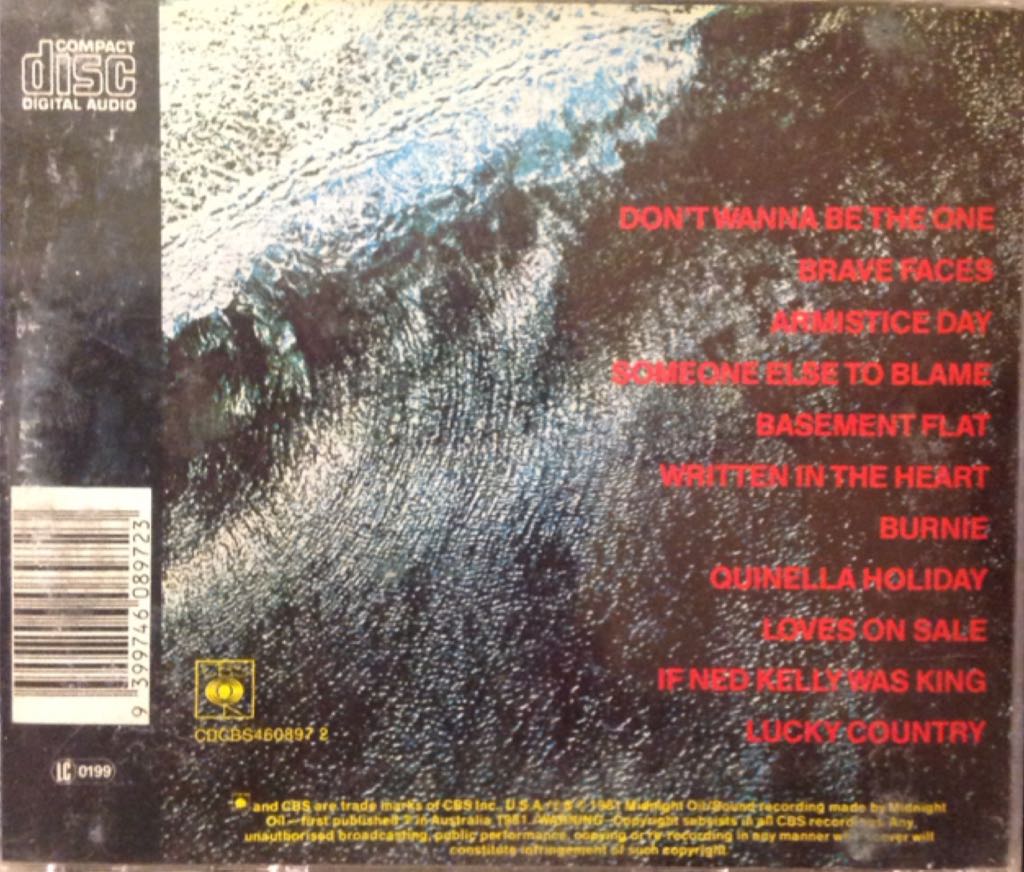 COMPACT
disc
DIGITAL AUDIO
DON'T WANNA BE THE ONE
BRAVE FACES
ARMISTICE DAY
SOMEONE ELSE TO BLAME
BASEMENT FLAT
WRITTEN IN THE HEART
BURNIE
QUINELLA HOLIDAY
LOVES ON SALE
IF NED KELLY WAS KING
LUCKY COUNTRY
9 399746 089723
CDCBS460897 2
LC 0199
and CBS are trade marks of CBS Inc. U.S.A. 1981 Midnight Oil/Sound recording made by Midnight
Oil – first published in Australia 1981. WARNING. Copyright subsists in all CBS recordings. Any
unauthorised broadcasting, public performance, copying or re-recording in any manner will
constitute infringement of such copyright.